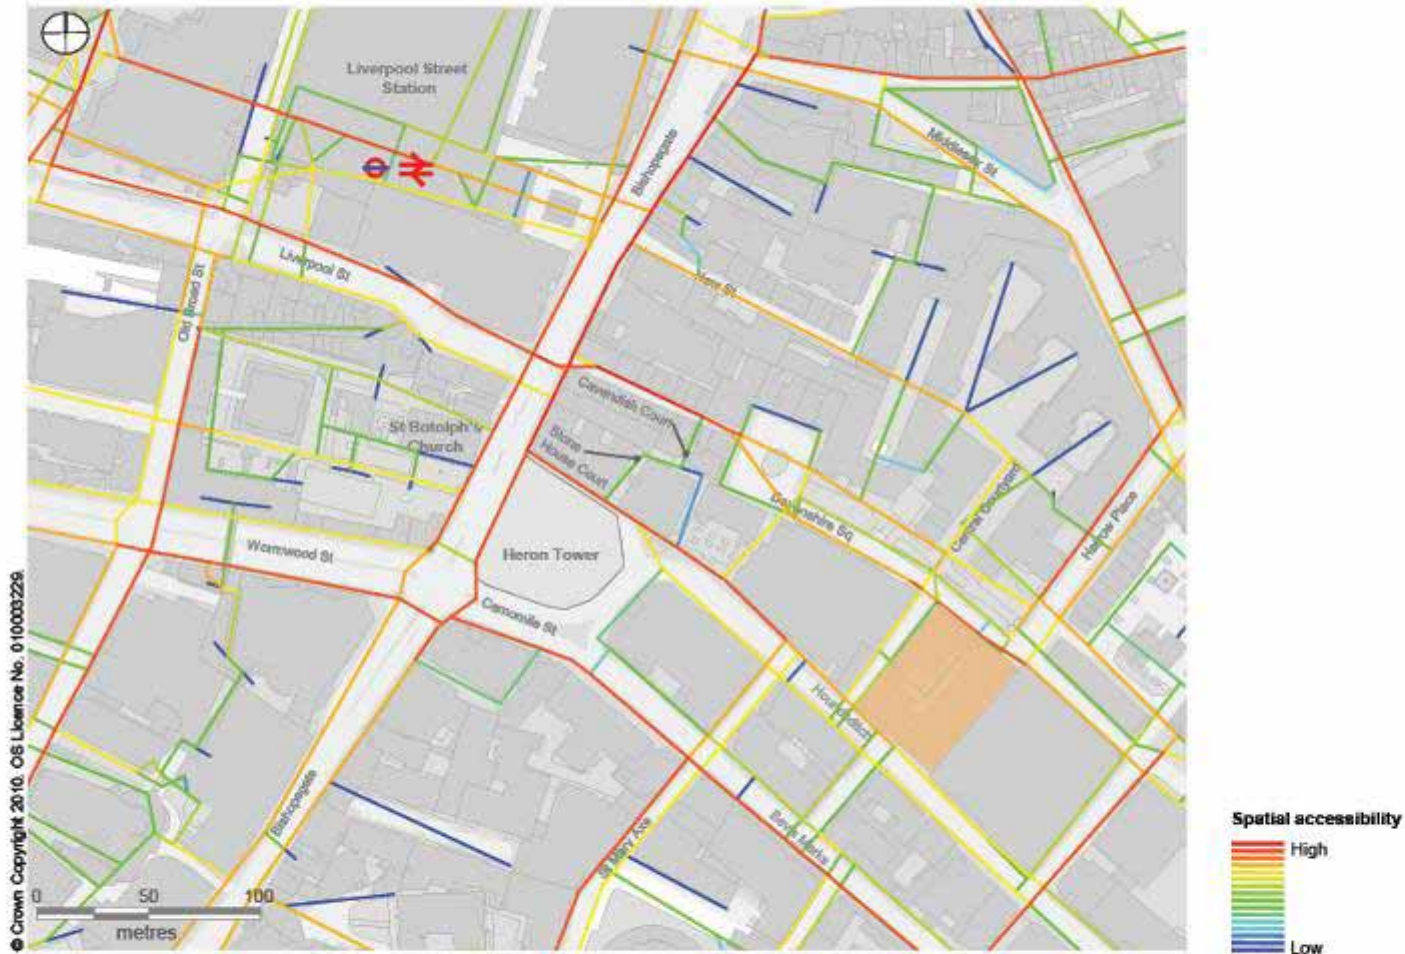 Liverpool Street
Station
Bishopsgate
Middlesex St
Liverpool St
Old Broad St
New St
Cavendish Court
St Botolph's
Church
Stone
House Court
Devonshire Sq
Central Courtyard
Harrow Place
Wormwood St
Heron Tower
Camomile St
Houndsditch
Bishopsgate
Bevis Marks
St Mary Axe
0 50 100
metres
© Crown Copyright 2010. OS Licence No. 010003229
Spatial accessibility
High
Low